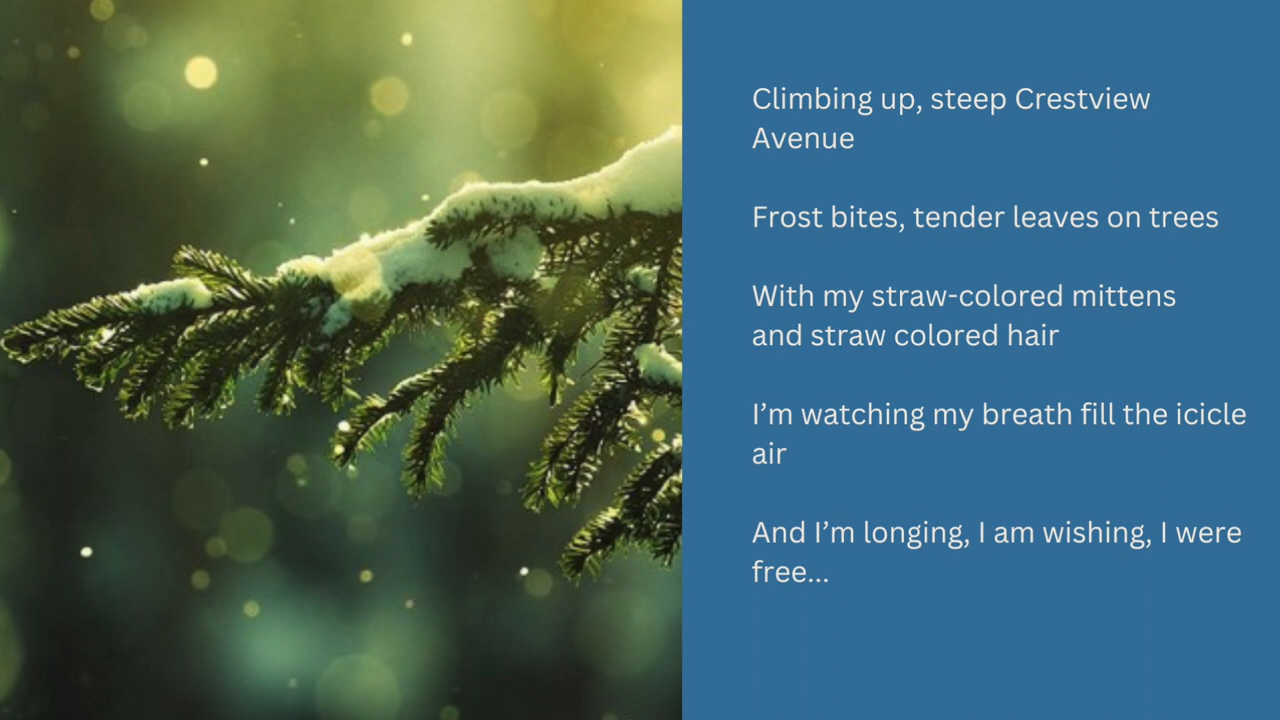 Climbing up, steep Crestview
Avenue
Frost bites, tender leaves on trees
With my straw-colored mittens
and straw colored hair
I’m watching my breath fill the icicle
air
And I’m longing, I am wishing, I were
free...